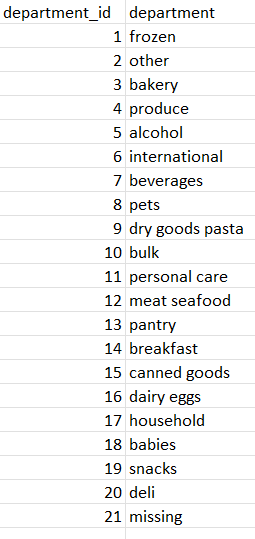 department_id department
1 frozen
2 other
3 bakery
4 produce
5 alcohol
6 international
7 beverages
8 pets
9 dry goods pasta
10 bulk
11 personal care
12 meat seafood
13 pantry
14 breakfast
15 canned goods
16 dairy eggs
17 household
18 babies
19 snacks
20 deli
21 missing